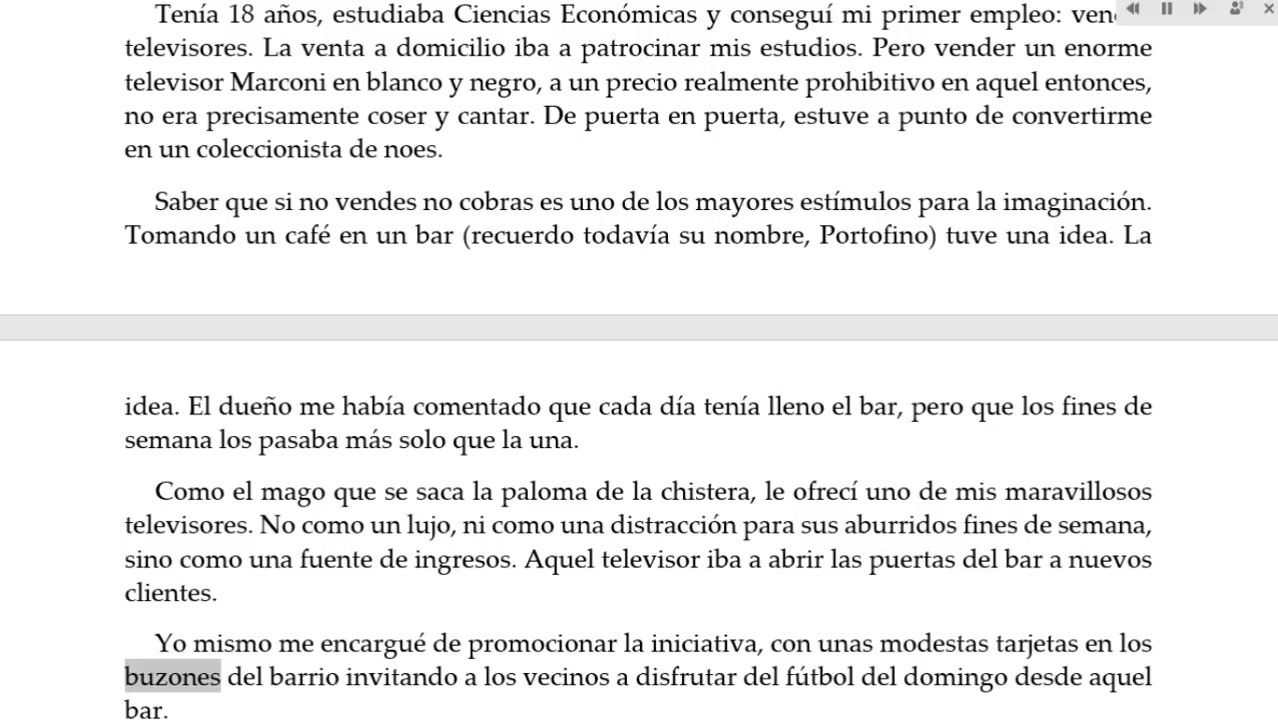 Tenía 18 años, estudiaba Ciencias Económicas y conseguí mi primer empleo:
televisores. La venta a domicilio iba a patrocinar mis estudios. Pero vender un enorme
televisor Marconi en blanco y negro, a un precio realmente prohibitivo en aquel entonces,
no era precisamente coser y cantar. De puerta en puerta, estuve a punto de convertirme
en un coleccionista de noes.
Saber que si no vendes no cobras es uno de los mayores estímulos para la imaginación.
Tomando un café en un bar (recuerdo todavía su nombre, Portofino) tuve una idea. La
idea. El dueño me había comentado que cada día tenía lleno el bar, pero que los fines de
semana los pasaba más solo que la una.
Como el mago que se saca la paloma de la chistera, le ofrecí uno de mis maravillosos
televisores. No como un lujo, ni como una distracción para sus aburridos fines de semana,
sino como una fuente de ingresos. Aquel televisor iba a abrir las puertas del bar a nuevos
clientes.
Yo mismo me encargué de promocionar la iniciativa, con unas modestas tarjetas en los
buzones del barrio invitando a los vecinos a disfrutar del fútbol del domingo desde aquel
bar.